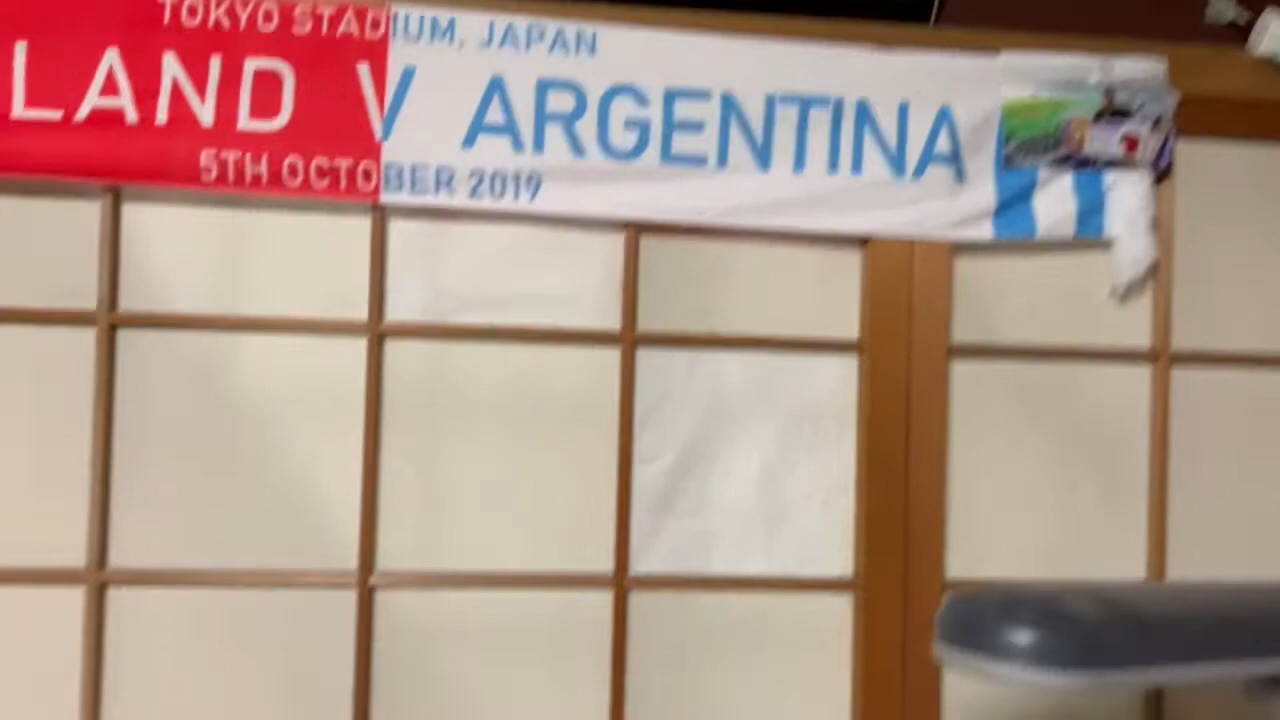 TOKYO STADIUM, JAPAN
LAND V ARGENTINA
5TH OCTOBER 2019